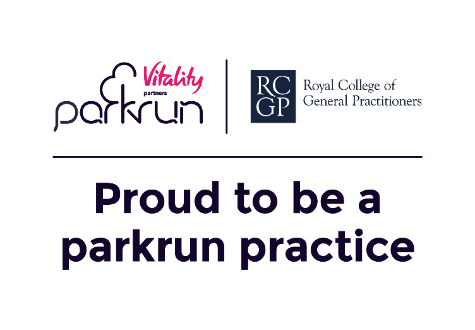 Vitality
partners
parkrun
RC
GP
Royal College of
General Practitioners
Proud to be a
parkrun practice